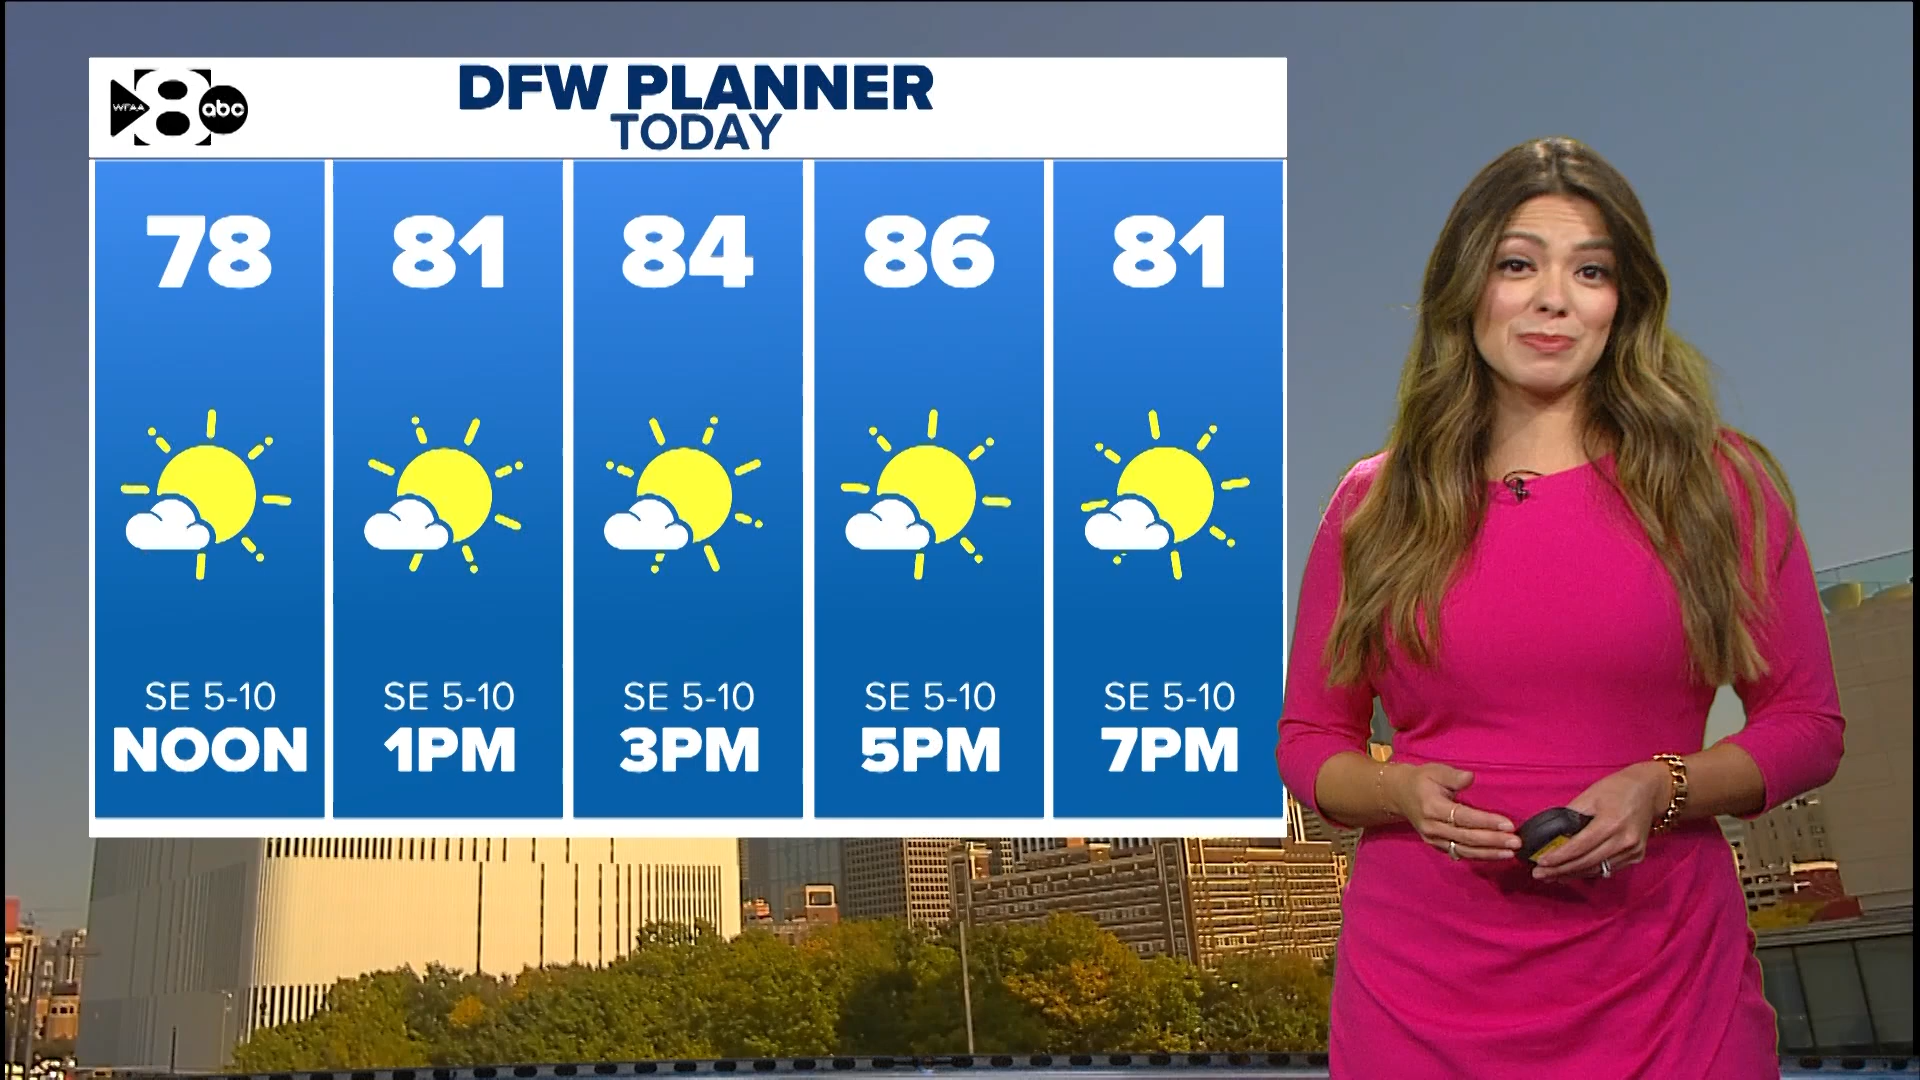 WFAA
8
abc
DFW PLANNER
TODAY
78
81
84
86
81
SE 5-10
SE 5-10
SE 5-10
SE 5-10
SE 5-10
NOON
1PM
3PM
5PM
7PM